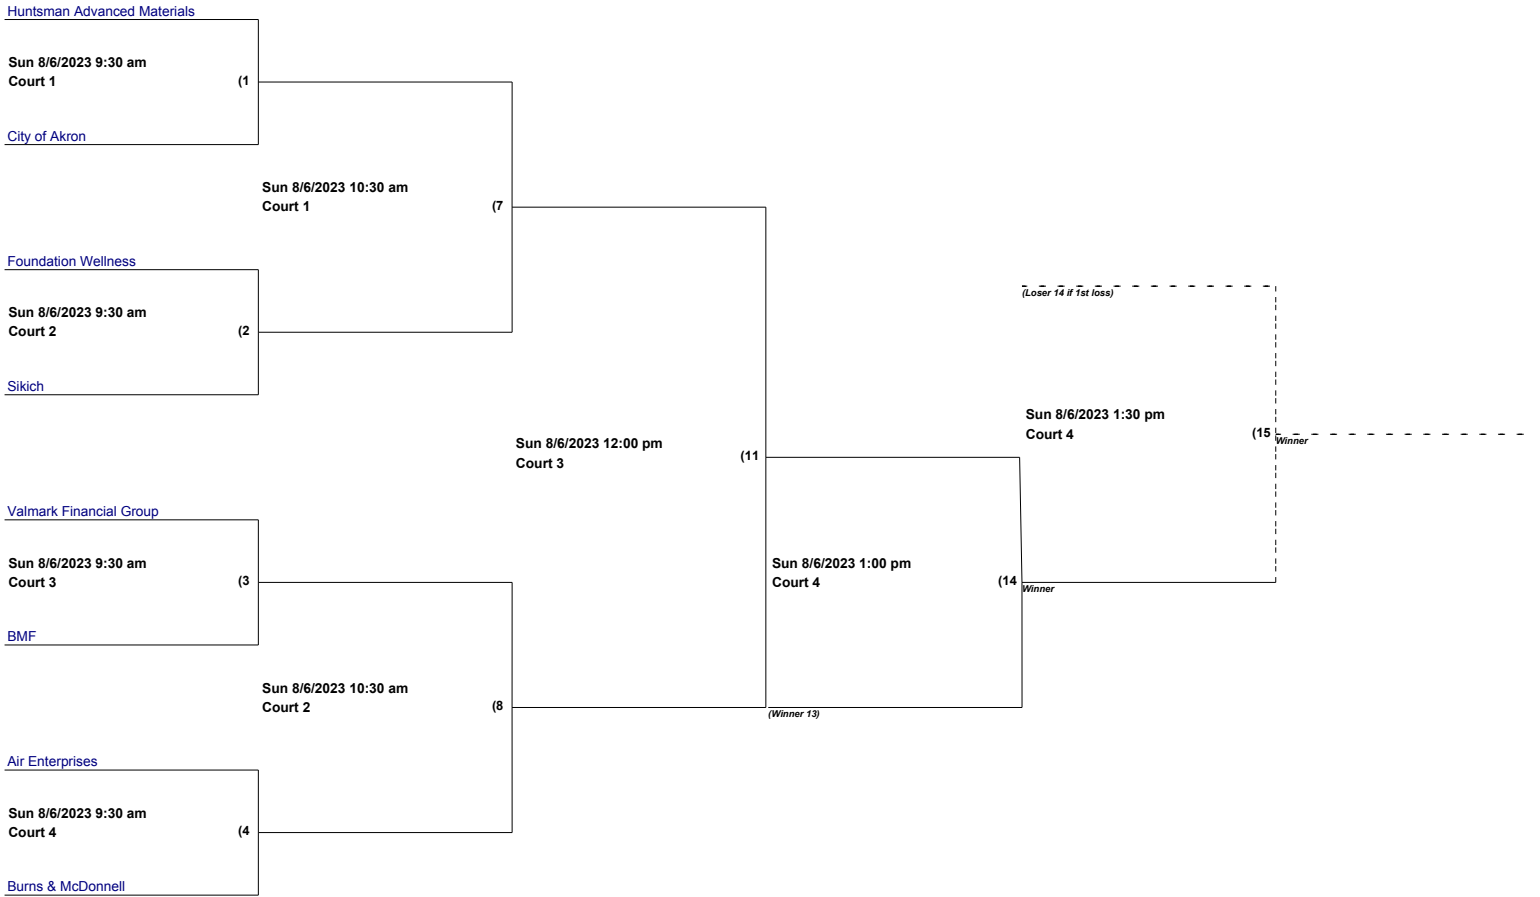 Huntsman Advanced Materials
Sun 8/6/2023 9:30 am
Court 1
(1
City of Akron
Sun 8/6/2023 10:30 am
Court 1
(7
Foundation Wellness
Sun 8/6/2023 9:30 am
Court 2
(2
Sikich
(Loser 14 if 1st loss)
Sun 8/6/2023 1:30 pm
Court 4
(15
Winner
Sun 8/6/2023 12:00 pm
Court 3
(11
Valmark Financial Group
Sun 8/6/2023 9:30 am
Court 3
(3
BMF
Sun 8/6/2023 1:00 pm
Court 4
(14
Winner
Sun 8/6/2023 10:30 am
Court 2
(8
(Winner 13)
Air Enterprises
Sun 8/6/2023 9:30 am
Court 4
(4
Burns & McDonnell